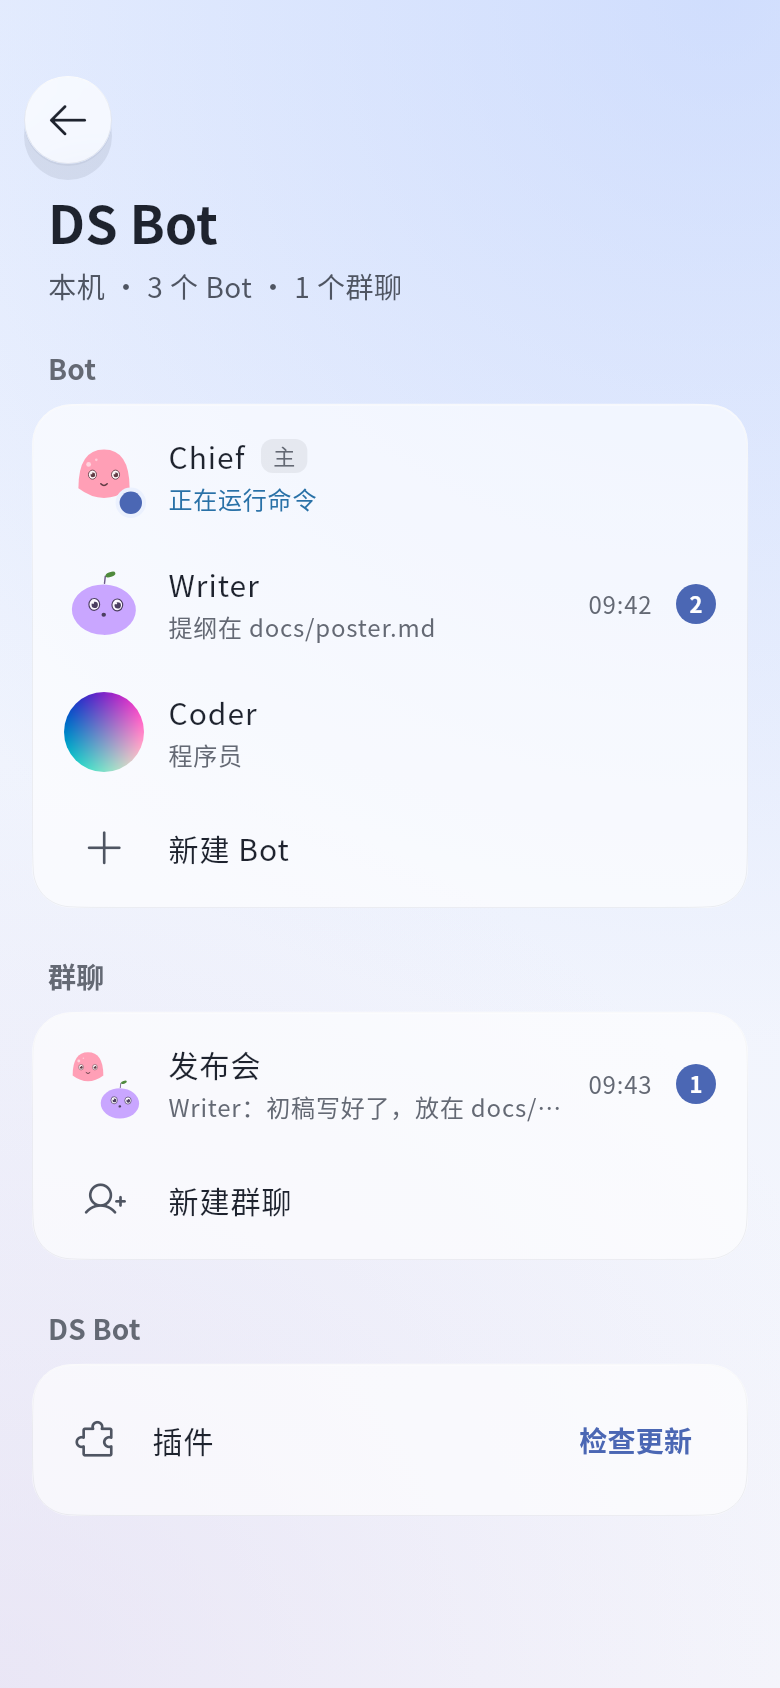 DS Bot
本机 • 3 个 Bot • 1 个群聊
Bot
Chief 主
正在运行命令
Writer
提纲在 docs/poster.md
09:42 2
Coder
程序员
新建 Bot
群聊
发布会
Writer：初稿写好了，放在 docs/…
09:43 1
新建群聊
DS Bot
插件 检查更新